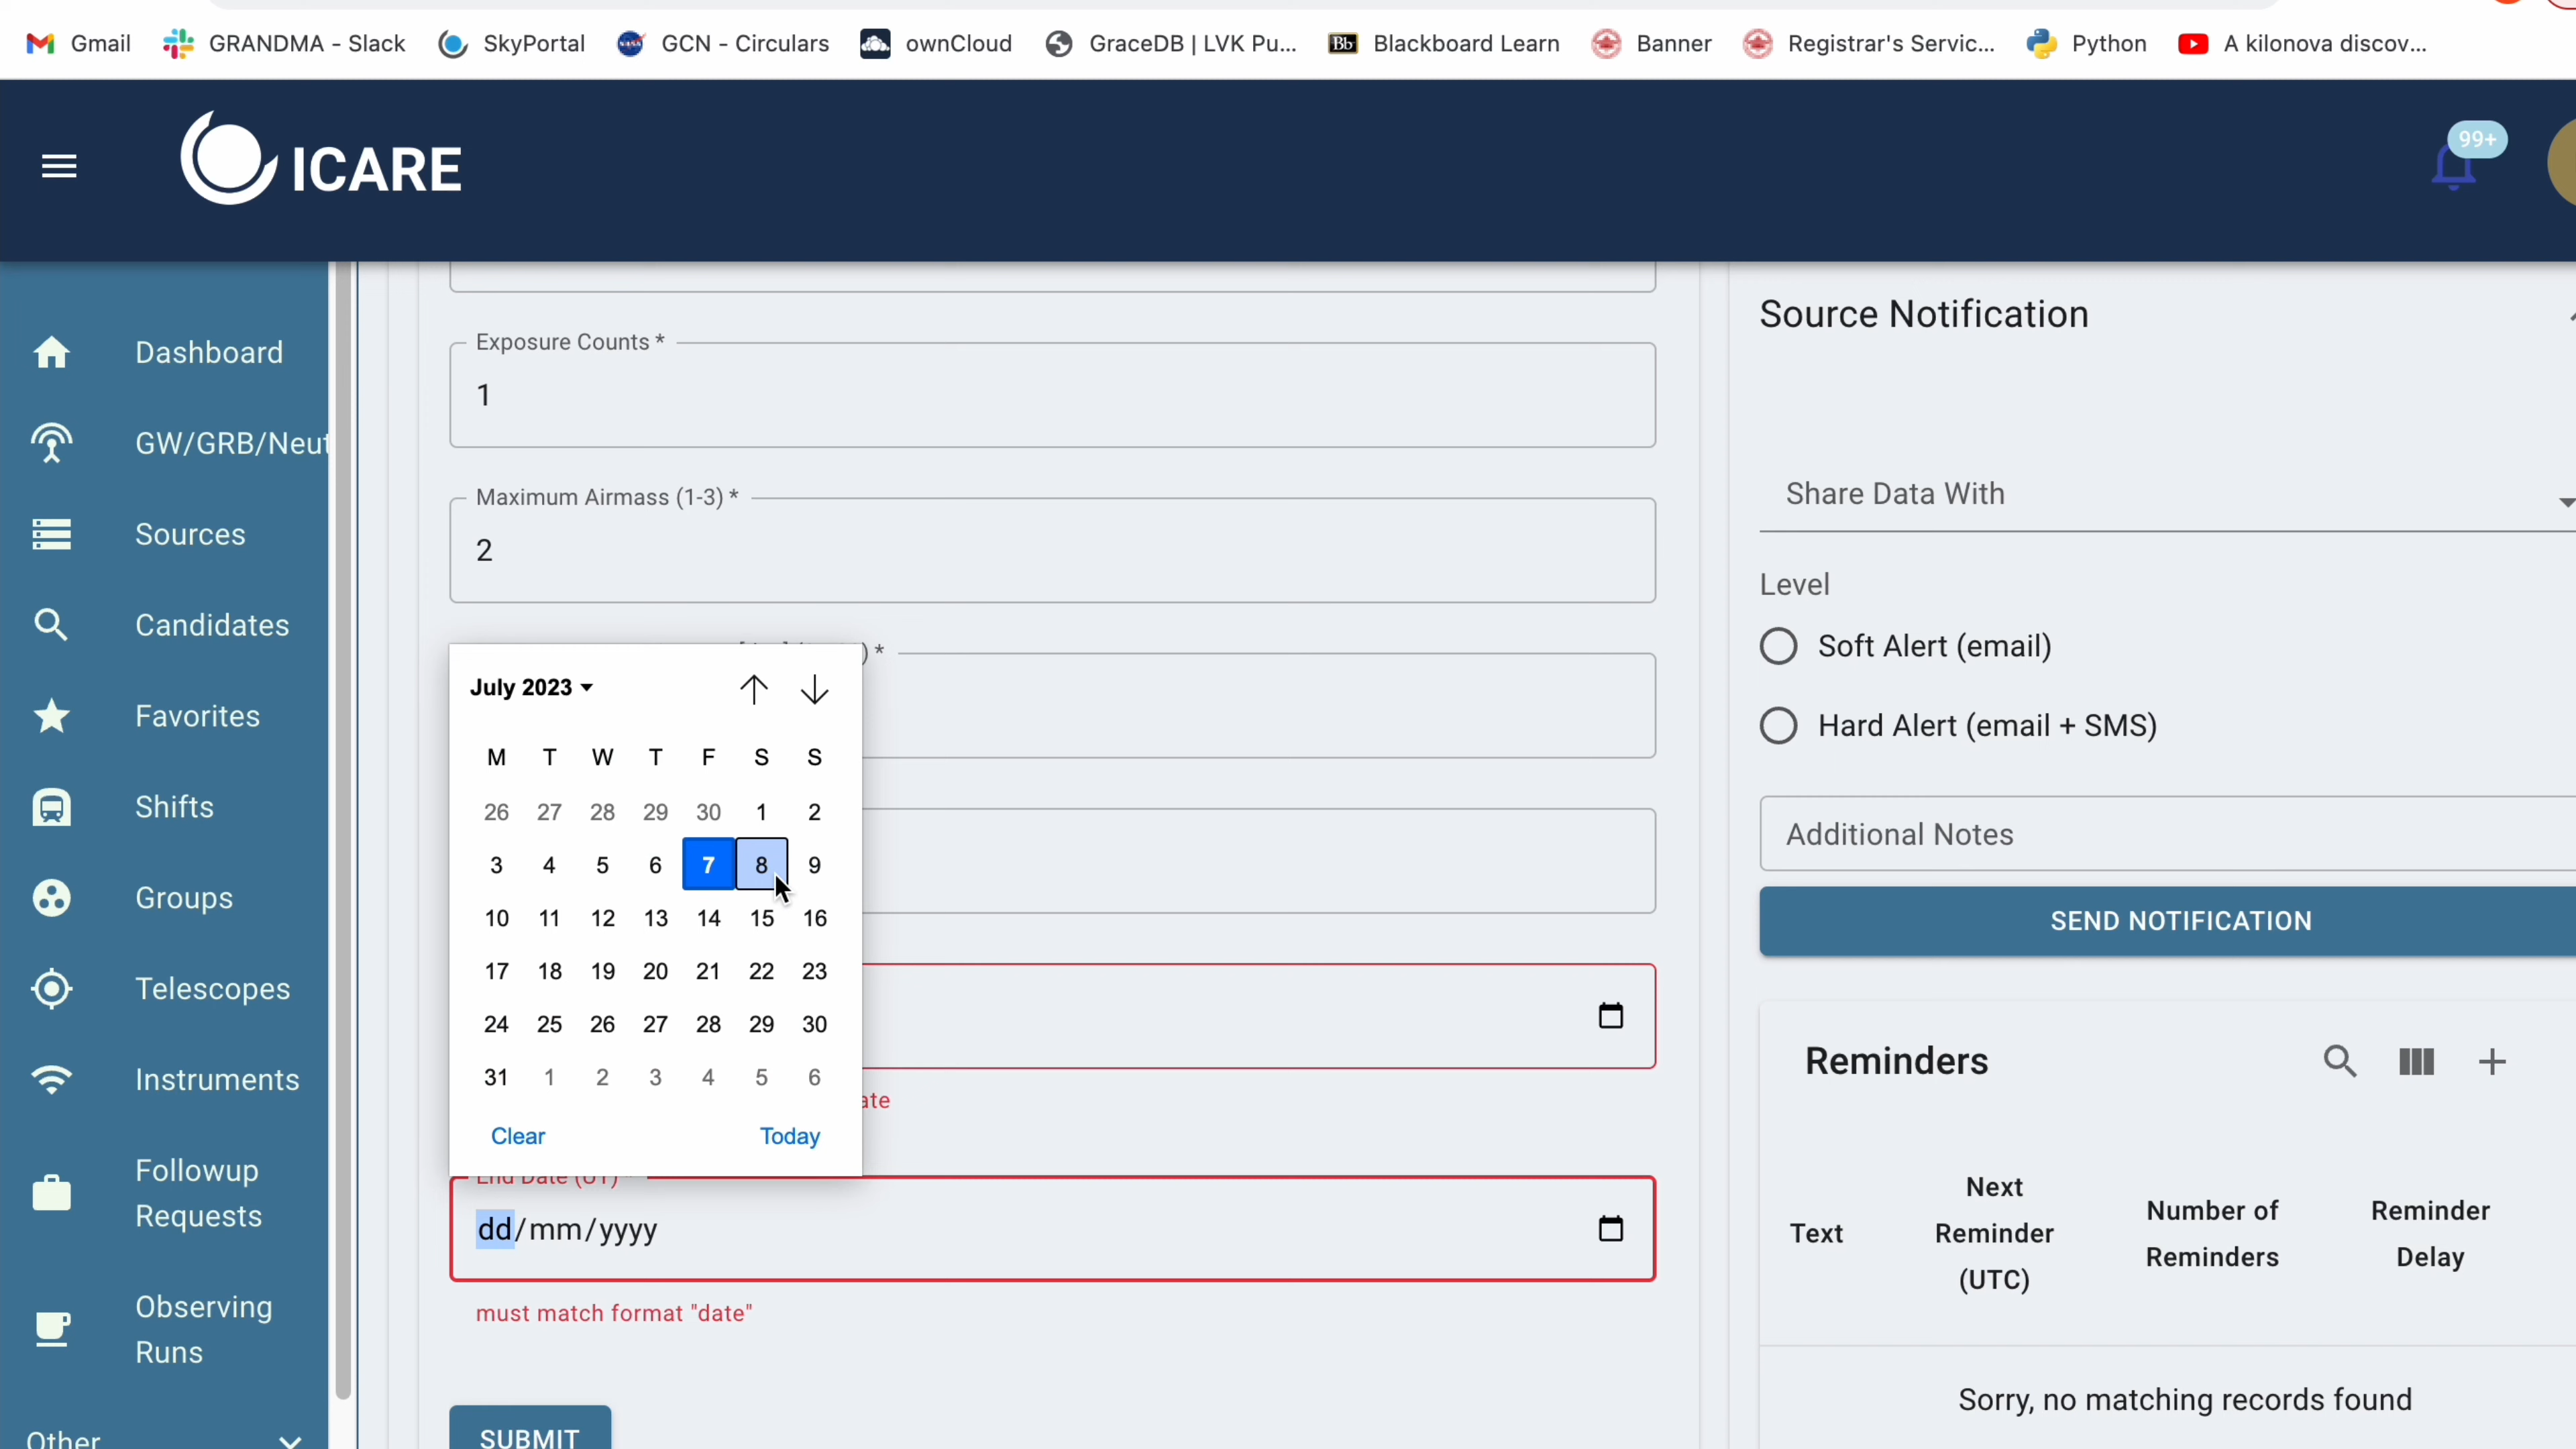 Gmail GRANDMA - Slack SkyPortal GCN - Circulars ownCloud GraceDB | LVK Pu... Blackboard Learn Banner Registrar's Servic... Python A kilonova discov...
ICARE
99+
Dashboard
GW/GRB/Neut
Sources
Candidates
Favorites
Shifts
Groups
Telescopes
Instruments
Followup
Requests
Observing
Runs
Other
Exposure Counts *
1
Maximum Airmass (1-3) *
2
) *
July 2023
M T W T F S S
26 27 28 29 30 1 2
3 4 5 6 7 8 9
10 11 12 13 14 15 16
17 18 19 20 21 22 23
24 25 26 27 28 29 30
31 1 2 3 4 5 6
Clear Today
ate
End Date (UT)
dd/mm/yyyy
must match format "date"
SUBMIT
Source Notification
Share Data With
Level
Soft Alert (email)
Hard Alert (email + SMS)
Additional Notes
SEND NOTIFICATION
Reminders
Text
Next
Reminder
(UTC)
Number of
Reminders
Reminder
Delay
Sorry, no matching records found